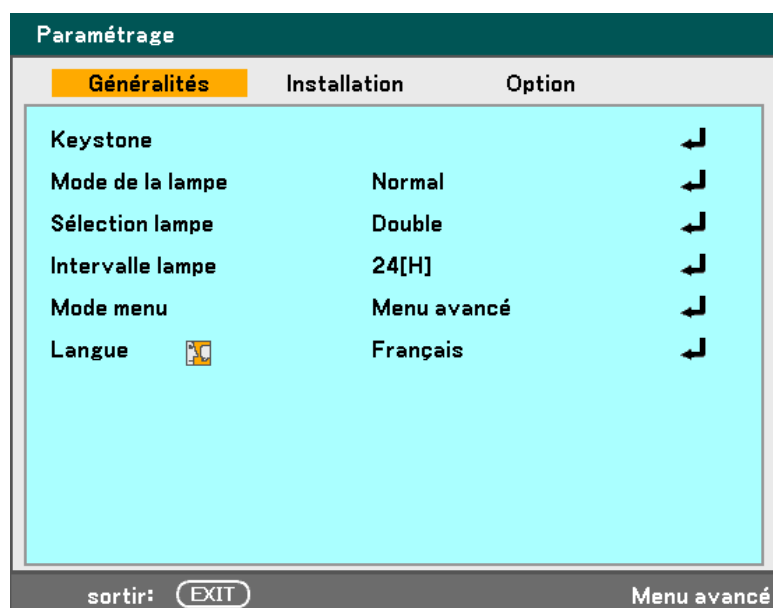 Paramétrage
Généralités Installation Option
Keystone
Mode de la lampe Normal
Sélection lampe Double
Intervalle lampe 24[H]
Mode menu Menu avancé
Langue Français
sortir: EXIT Menu avancé